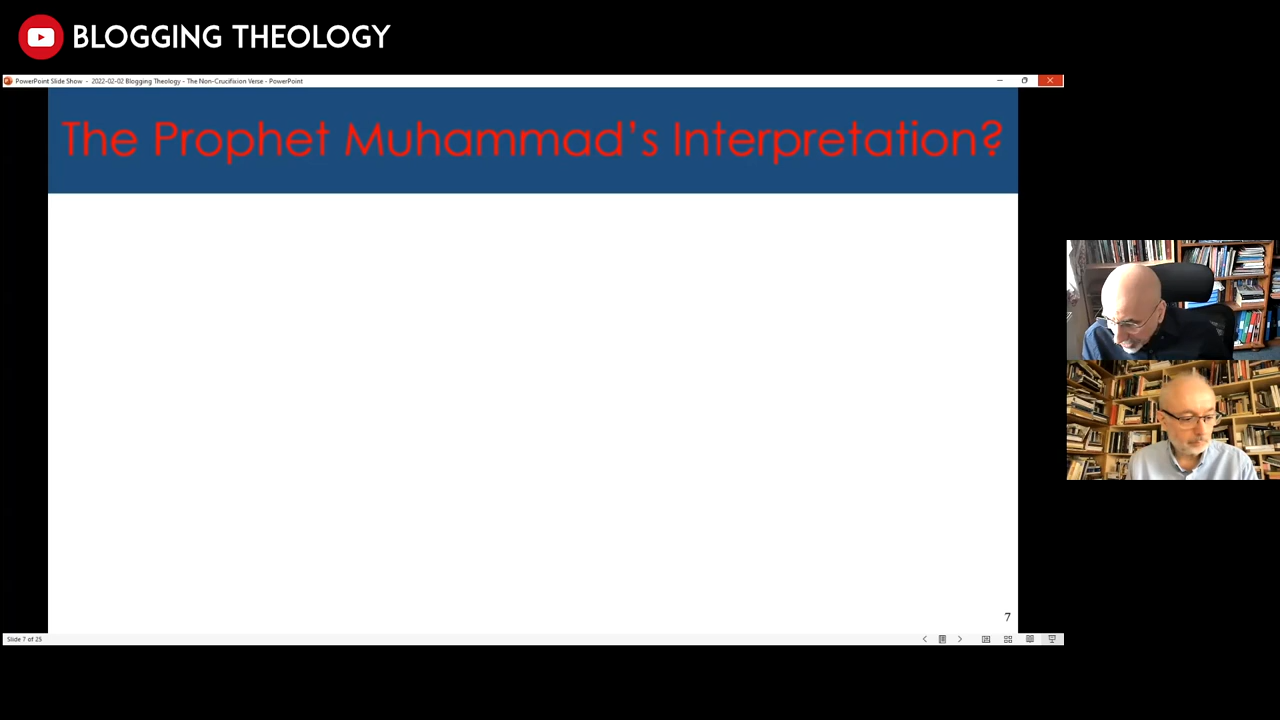 BLOGGING THEOLOGY
PowerPoint Slide Show - 2022-02-02 Blogging Theology - The Non-Crucifixion Verse - PowerPoint
The Prophet Muhammad's Interpretation?
7
Slide 7 of 25